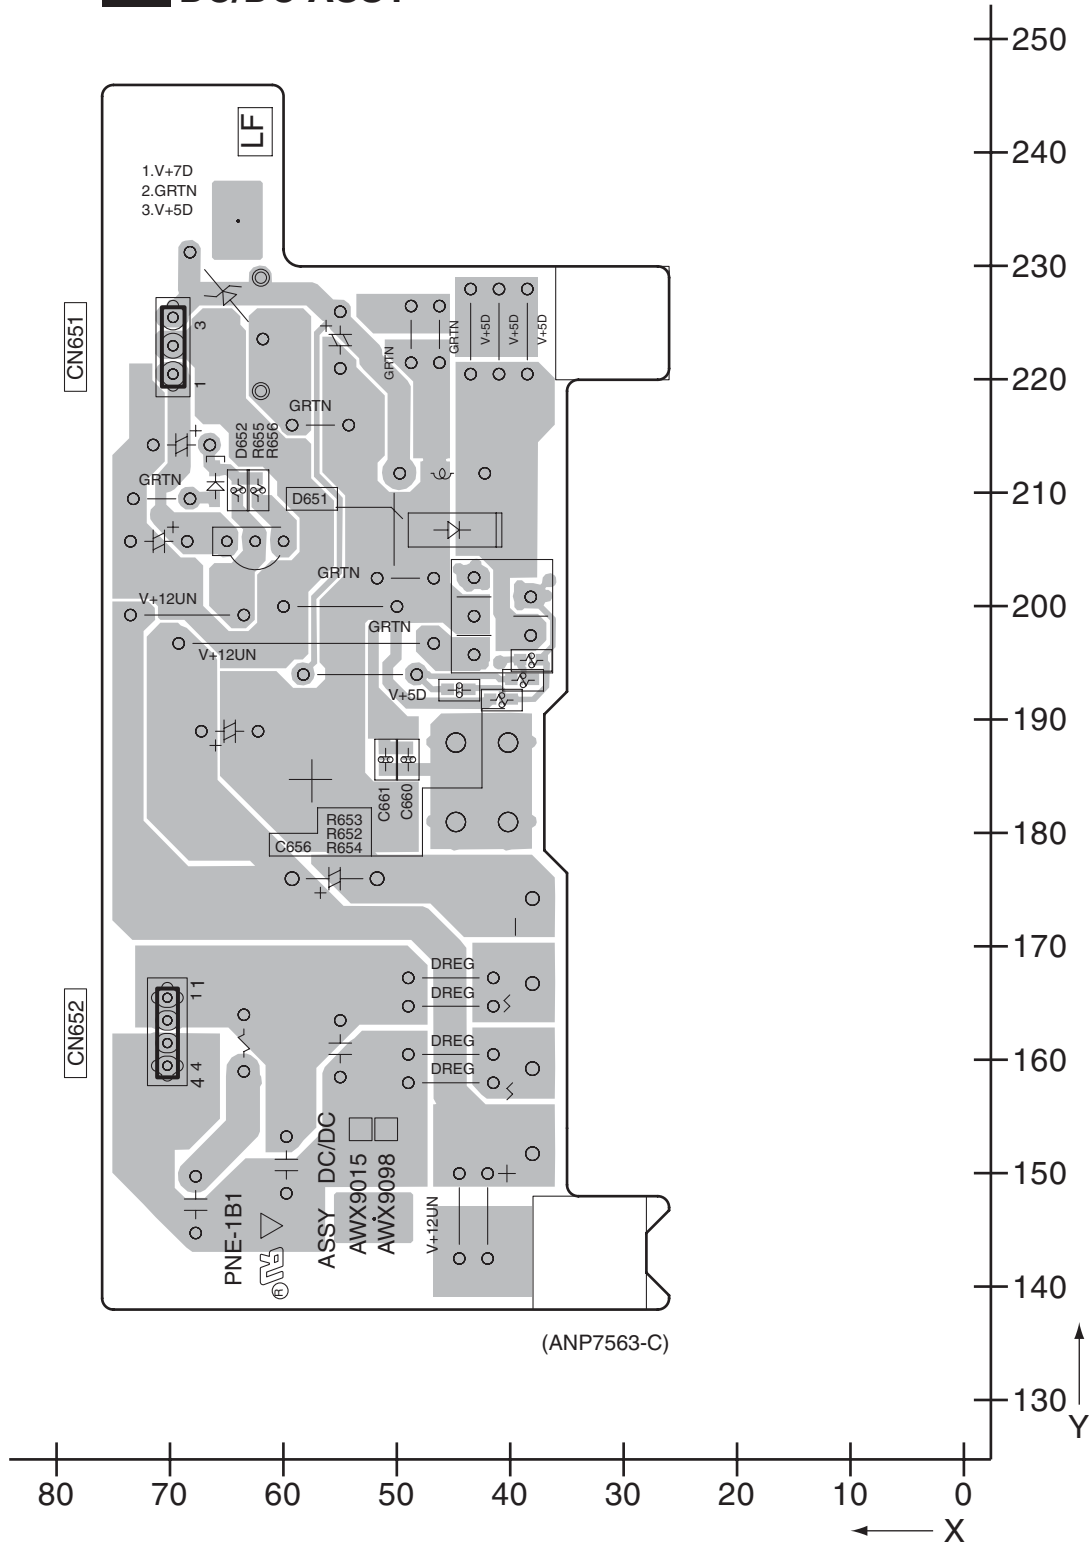 DC/DC ASSY
250
240
230
220
210
200
190
180
170
160
150
140
130
Y
LF
1.V+7D
2.GRTN
3.V+5D
CN651
3
1
GRTN
GRTN
V+5D
V+5D
V+5D
GRTN
D652
R655
R656
GRTN
D651
GRTN
V+12UN
GRTN
V+12UN
V+5D
C661
C660
R653
R652
C656 R654
CN652
1 1
4 4
DREG
DREG
DREG
DREG
PNE-1B1
ASSY DC/DC
AWX9015
AWX9098
V+12UN
R
(ANP7563-C)
80 70 60 50 40 30 20 10 0
X